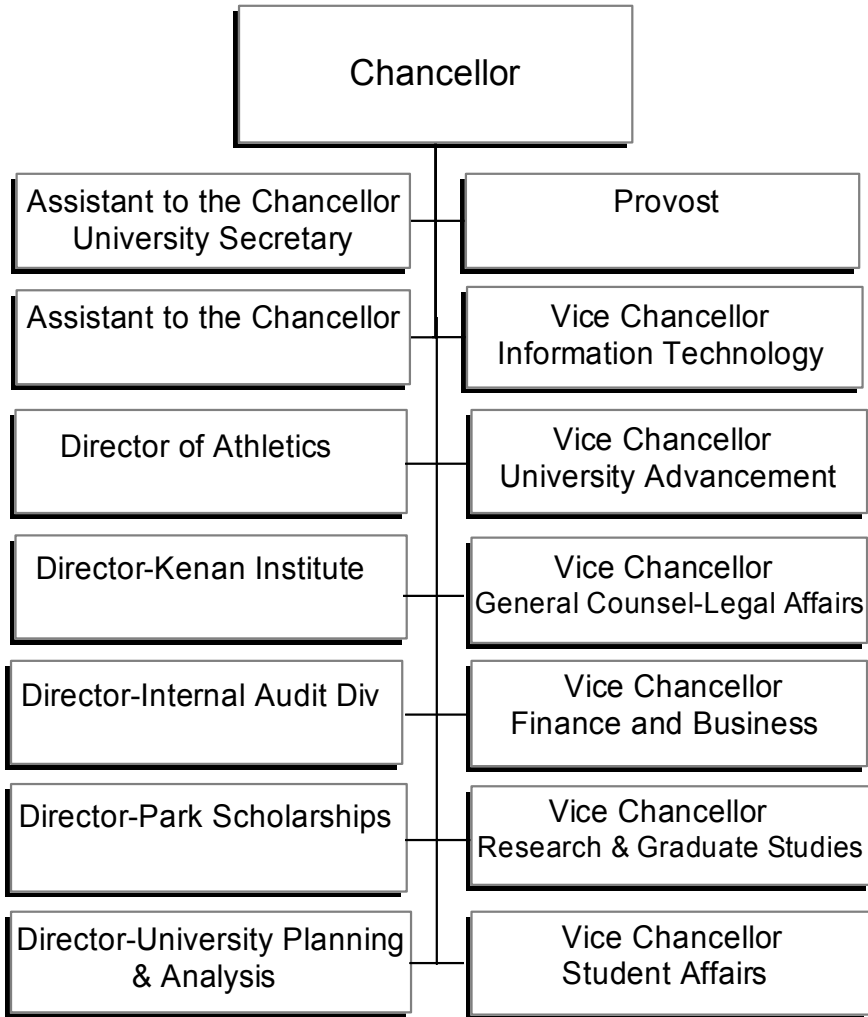 Chancellor
Assistant to the Chancellor
University Secretary
Provost
Assistant to the Chancellor
Vice Chancellor
Information Technology
Director of Athletics
Vice Chancellor
University Advancement
Director-Kenan Institute
Vice Chancellor
General Counsel-Legal Affairs
Director-Internal Audit Div
Vice Chancellor
Finance and Business
Director-Park Scholarships
Vice Chancellor
Research & Graduate Studies
Director-University Planning
& Analysis
Vice Chancellor
Student Affairs